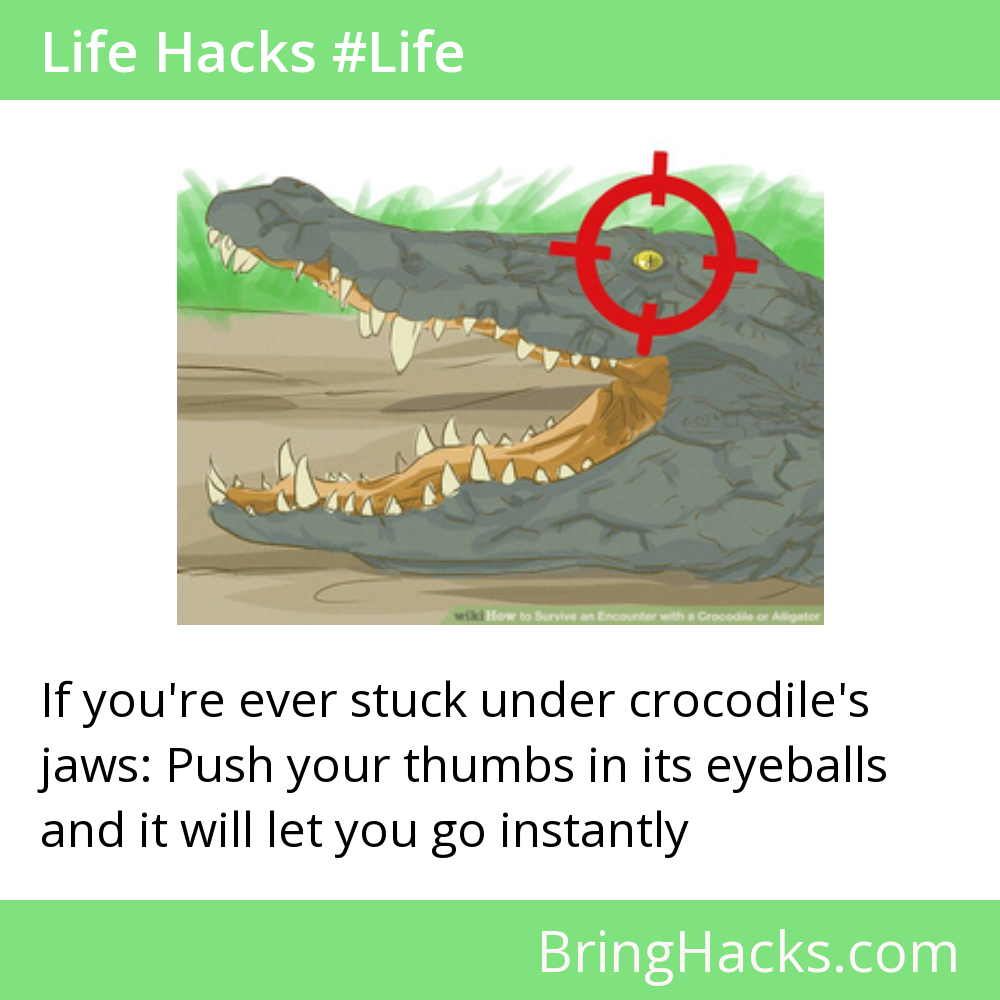 Life Hacks #Life
wikiHow to Survive an Encounter with a Crocodile or Alligator
If you're ever stuck under crocodile's
jaws: Push your thumbs in its eyeballs
and it will let you go instantly
BringHacks.com